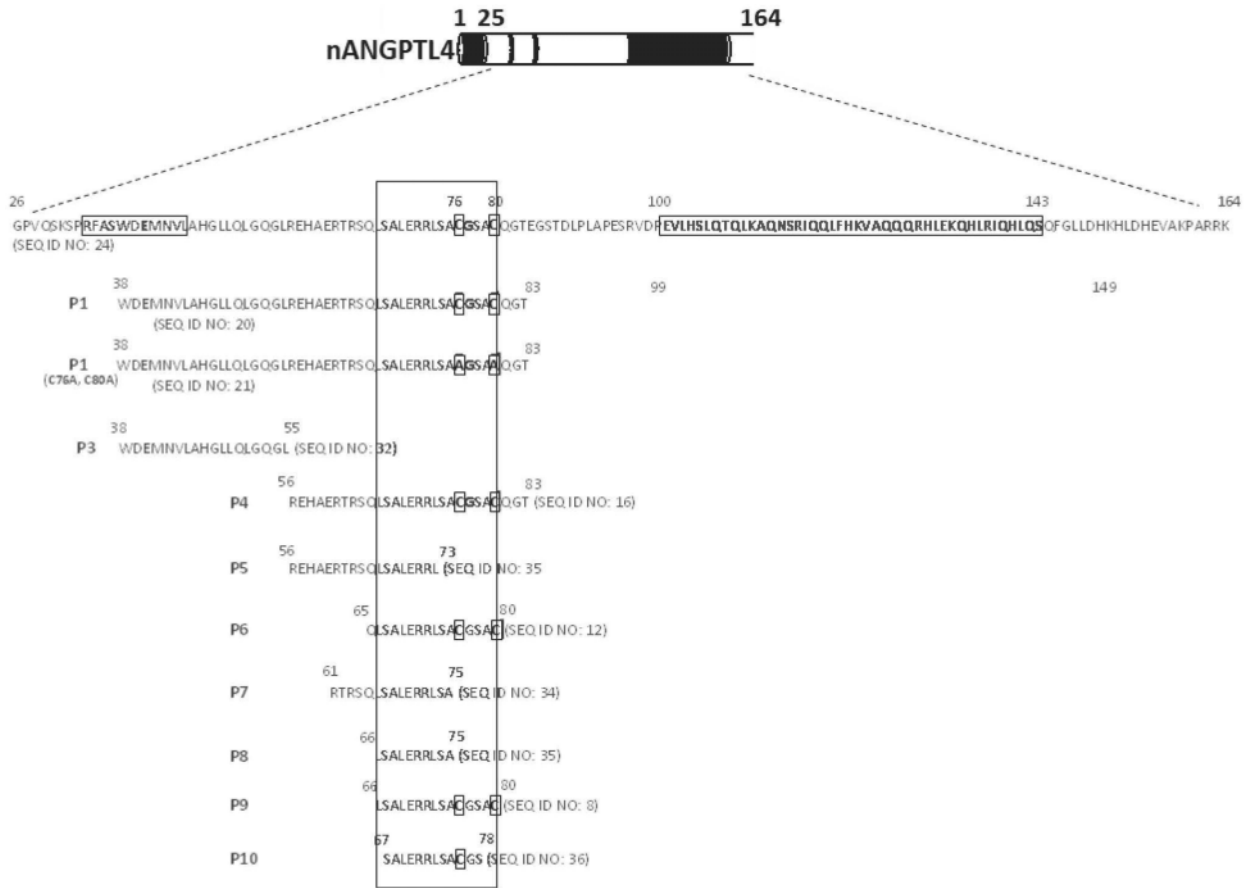 1 25 164
nANGPTL4
26 76 80 100 143 164
GPVQSKSPRFASWDEMNVLAHGLLQLGQGLREHAERTRSQLSALERRLSACGSACQGTEGSTDLPLAPESRVDPEVLHSLQTQLKAQNSRIQQLFHKVAQQQRHLEKQHLRIQHLQSQFGLLDHKHLDHEVAKPARRK
(SEQ ID NO: 24)
38 83 99 149
P1 WDEMNVLAHGLLQLGQGLREHAERTRSQLSALERRLSACGSACQGT
(SEQ ID NO: 20)
38 83
P1 WDEMNVLAHGLLQLGQGLREHAERTRSQLSALERRLSAAGSAAQGT
(C76A, C80A) (SEQ ID NO: 21)
38 55
P3 WDEMNVLAHGLLQLGQGL (SEQ ID NO: 32)
56 83
P4 REHAERTRSQLSALERRLSACGSACQGT (SEQ ID NO: 16)
56 73
P5 REHAERTRSQLSALERRL (SEQ ID NO: 35
65 80
P6 QLSALERRLSACGSAC (SEQ ID NO: 12)
61 75
P7 RTRSQLSALERRLSA (SEQ ID NO: 34)
66 75
P8 LSALERRLSA (SEQ ID NO: 35)
66 80
P9 LSALERRLSACGSAC (SEQ ID NO: 8)
67 78
P10 SALERRLSACGS (SEQ ID NO: 36)